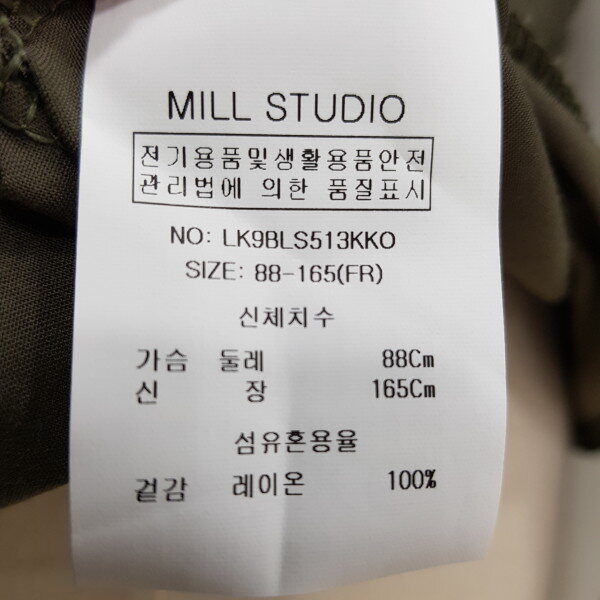 MILL STUDIO
전기용품및생활용품안전
관리법에 의한 품질표시
NO: LK9BLS513KKO
SIZE: 88-165(FR)
신체치수
가슴 둘레 88Cm
신 장 165Cm
섬유혼용율
겉감 레이온 100%